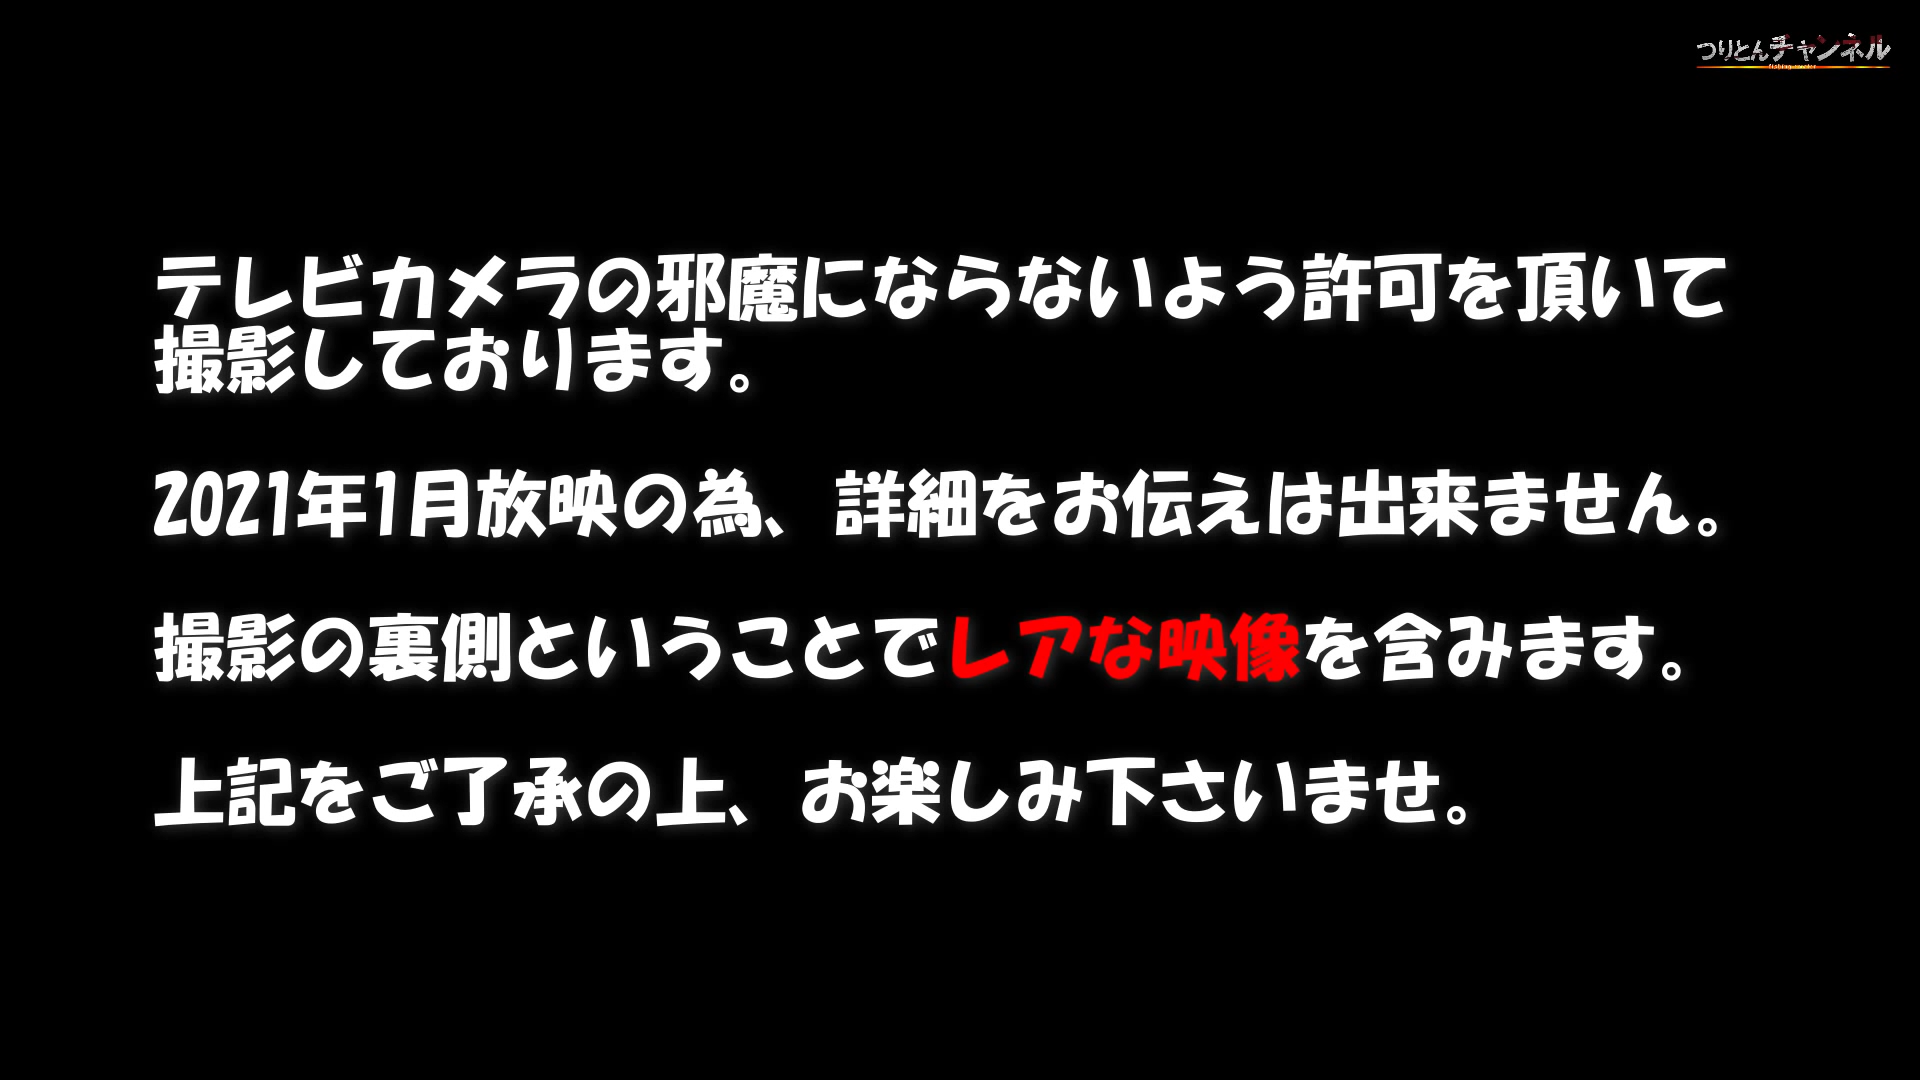 つりとんチャンネル
テレビカメラの邪魔にならないよう許可を頂いて
撮影しております。
2021年1月放映の為、詳細をお伝えは出来ません。
撮影の裏側ということでレアな映像を含みます。
上記をご了承の上、お楽しみ下さいませ。